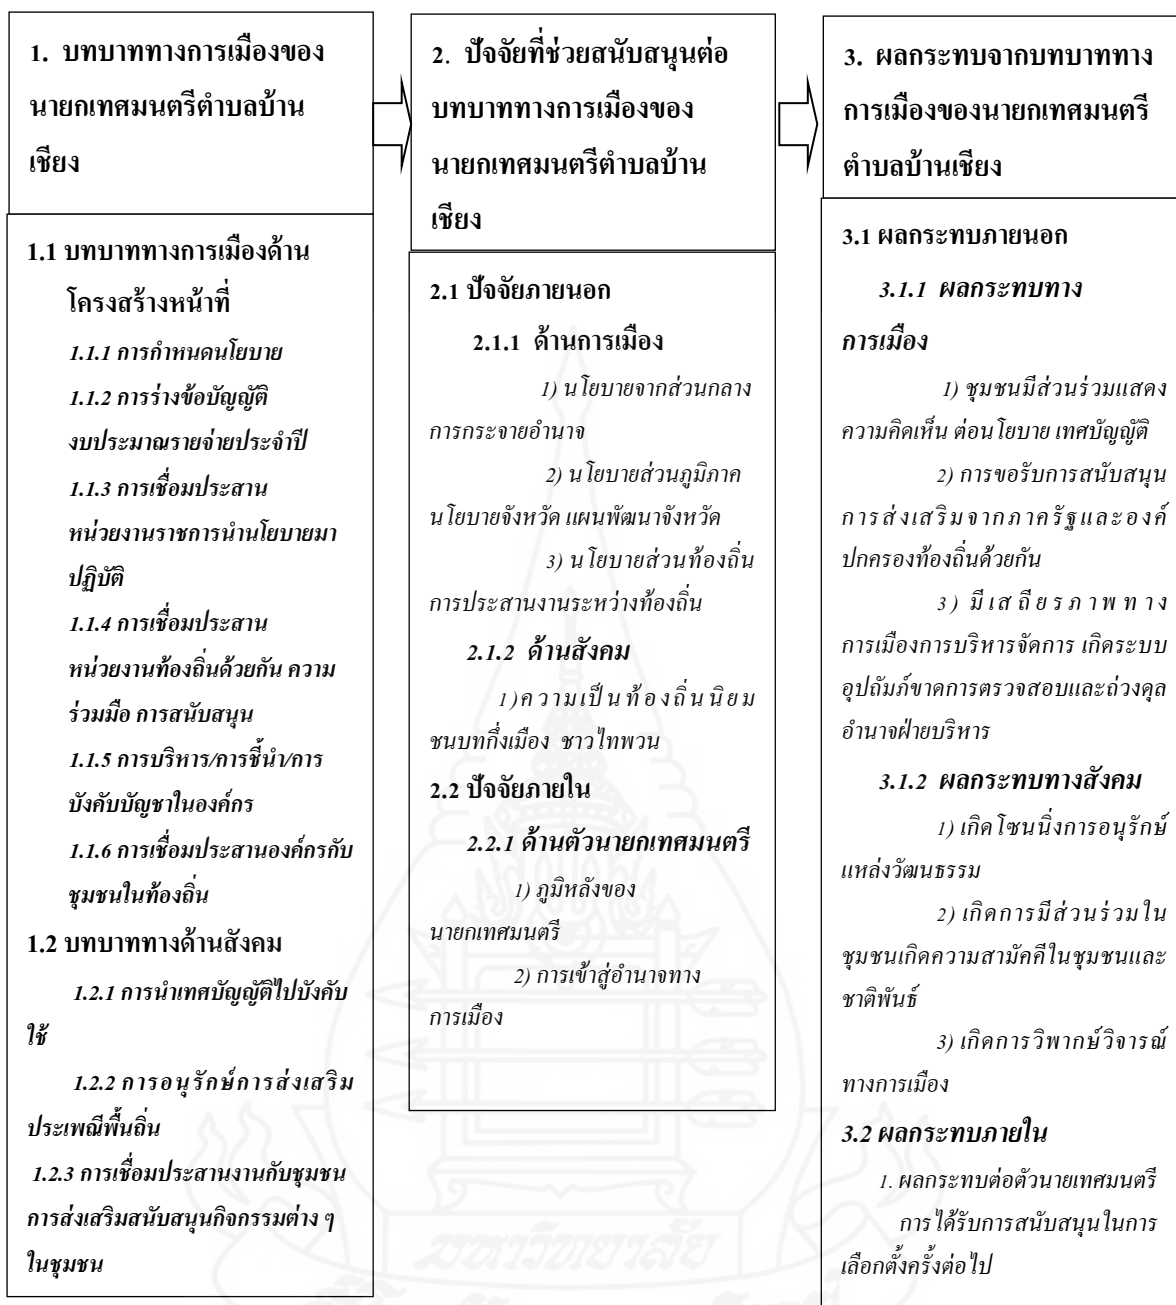 1. บทบาททางการเมืองของ
นายกเทศมนตรีตำบลบ้าน
เชียง
1.1 บทบาททางการเมืองด้าน
โครงสร้างหน้าที่
1.1.1 การกำหนดนโยบาย
1.1.2 การร่างข้อบัญญัติ
งบประมาณรายจ่ายประจำปี
1.1.3 การเชื่อมประสาน
หน่วยงานราชการนำนโยบายมา
ปฏิบัติ
1.1.4 การเชื่อมประสาน
หน่วยงานท้องถิ่นด้วยกัน ความ
ร่วมมือ การสนับสนุน
1.1.5 การบริหาร/การชี้นำ/การ
บังคับบัญชาในองค์กร
1.1.6 การเชื่อมประสานองค์กรกับ
ชุมชนในท้องถิ่น
1.2 บทบาททางด้านสังคม
1.2.1 การนำเทศบัญญัติไปบังคับ
ใช้
1.2.2 การอนุรักษ์การส่งเสริม
ประเพณีพื้นถิ่น
1.2.3 การเชื่อมประสานงานกับชุมชน
การส่งเสริมสนับสนุนกิจกรรมต่าง ๆ
ในชุมชน
2. ปัจจัยที่ช่วยสนับสนุนต่อ
บทบาททางการเมืองของ
นายกเทศมนตรีตำบลบ้าน
เชียง
2.1 ปัจจัยภายนอก
2.1.1 ด้านการเมือง
1) นโยบายจากส่วนกลาง
การกระจายอำนาจ
2) นโยบายส่วนภูมิภาค
นโยบายจังหวัด แผนพัฒนาจังหวัด
3) นโยบายส่วนท้องถิ่น
การประสานงานระหว่างท้องถิ่น
2.1.2 ด้านสังคม
1)ความเป็นท้องถิ่นนิยม
ชนบทกึ่งเมือง ชาวไทพวน
2.2 ปัจจัยภายใน
2.2.1 ด้านตัวนายกเทศมนตรี
1) ภูมิหลังของ
นายกเทศมนตรี
2) การเข้าสู่อำนาจทาง
การเมือง
3. ผลกระทบจากบทบาททาง
การเมืองของนายกเทศมนตรี
ตำบลบ้านเชียง
3.1 ผลกระทบภายนอก
3.1.1 ผลกระทบทาง
การเมือง
1) ชุมชนมีส่วนร่วมแสดง
ความคิดเห็น ต่อนโยบาย เทศบัญญัติ
2) การขอรับการสนับสนุน
การส่งเสริมจากภาครัฐและองค์
ปกครองท้องถิ่นด้วยกัน
3) มีเสถียรภาพทาง
การเมืองการบริหารจัดการ เกิดระบบ
อุปถัมภ์ขาดการตรวจสอบและถ่วงดุล
อำนาจฝ่ายบริหาร
3.1.2 ผลกระทบทางสังคม
1) เกิดโซนนิ่งการอนุรักษ์
แหล่งวัฒนธรรม
2) เกิดการมีส่วนร่วมใน
ชุมชนเกิดความสามัคคีในชุมชนและ
ชาติพันธ์
3) เกิดการวิพากษ์วิจารณ์
ทางการเมือง
3.2 ผลกระทบภายใน
1. ผลกระทบต่อตัวนายเทศมนตรี
การได้รับการสนับสนุนในการ
เลือกตั้งครั้งต่อไป
มหาวิทยาลัย